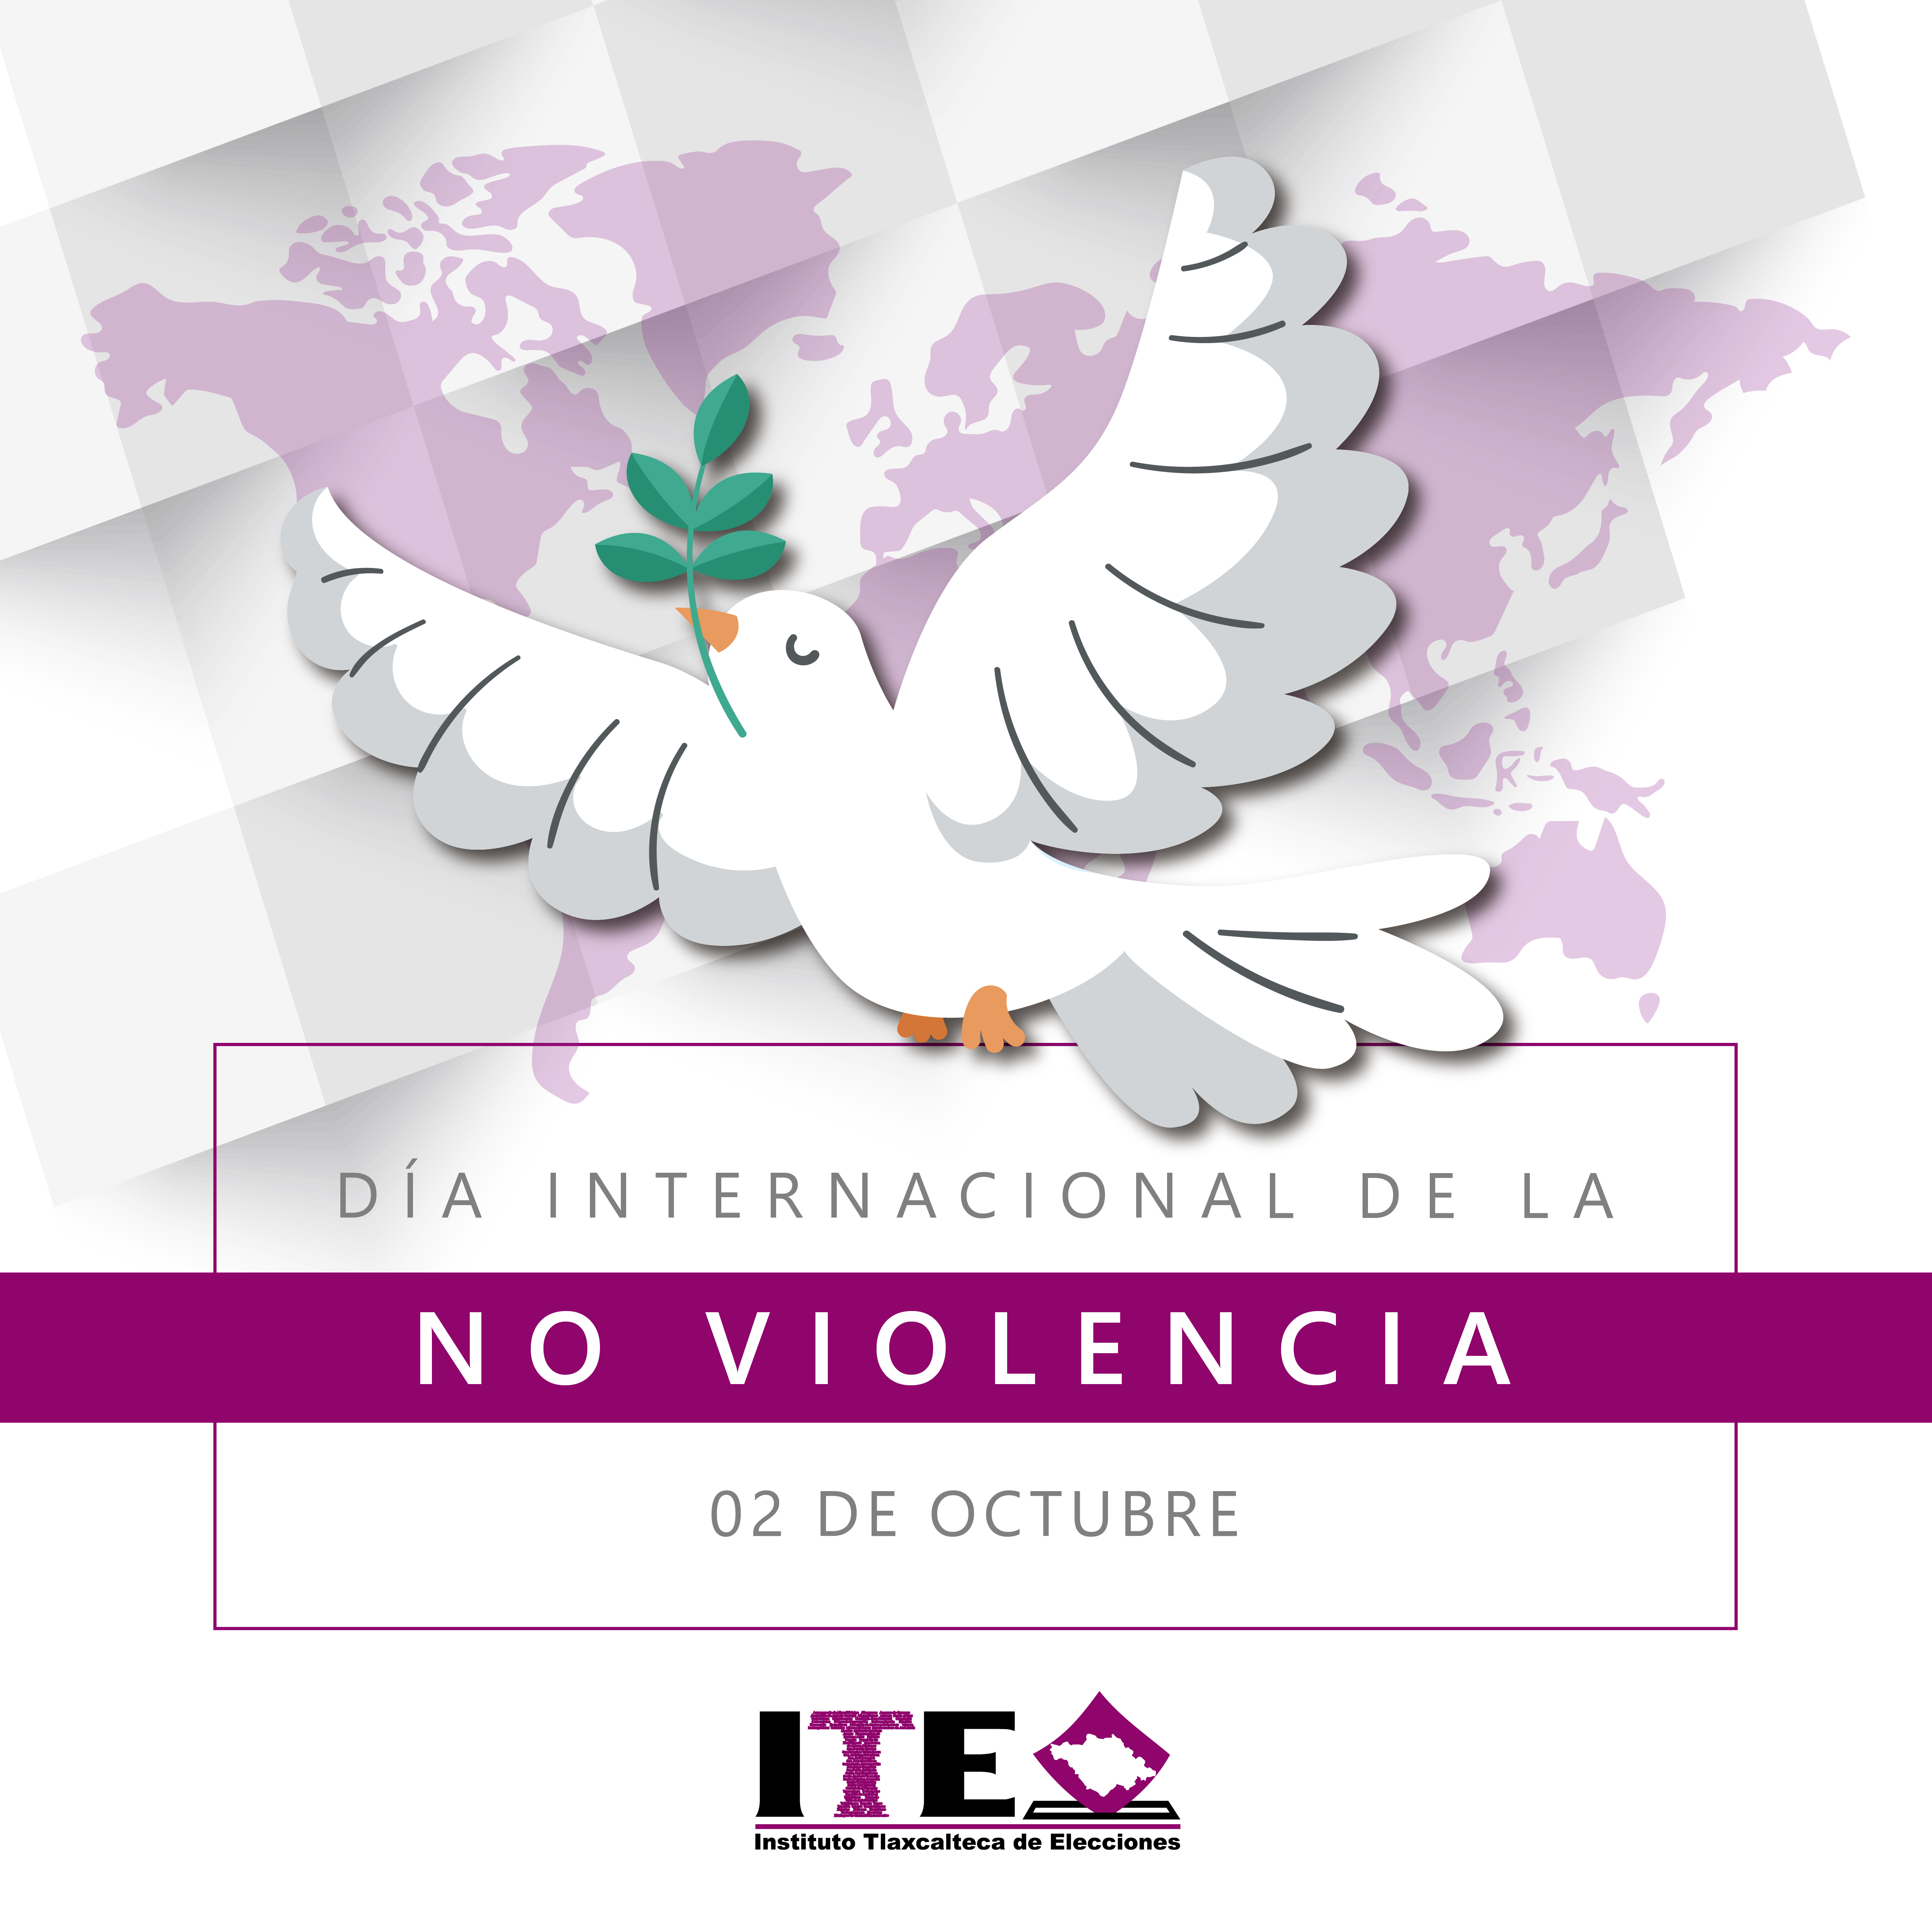 DÍA INTERNACIONAL DE LA
NO VIOLENCIA
02 DE OCTUBRE
ITE
Instituto Tlaxcalteca de Elecciones